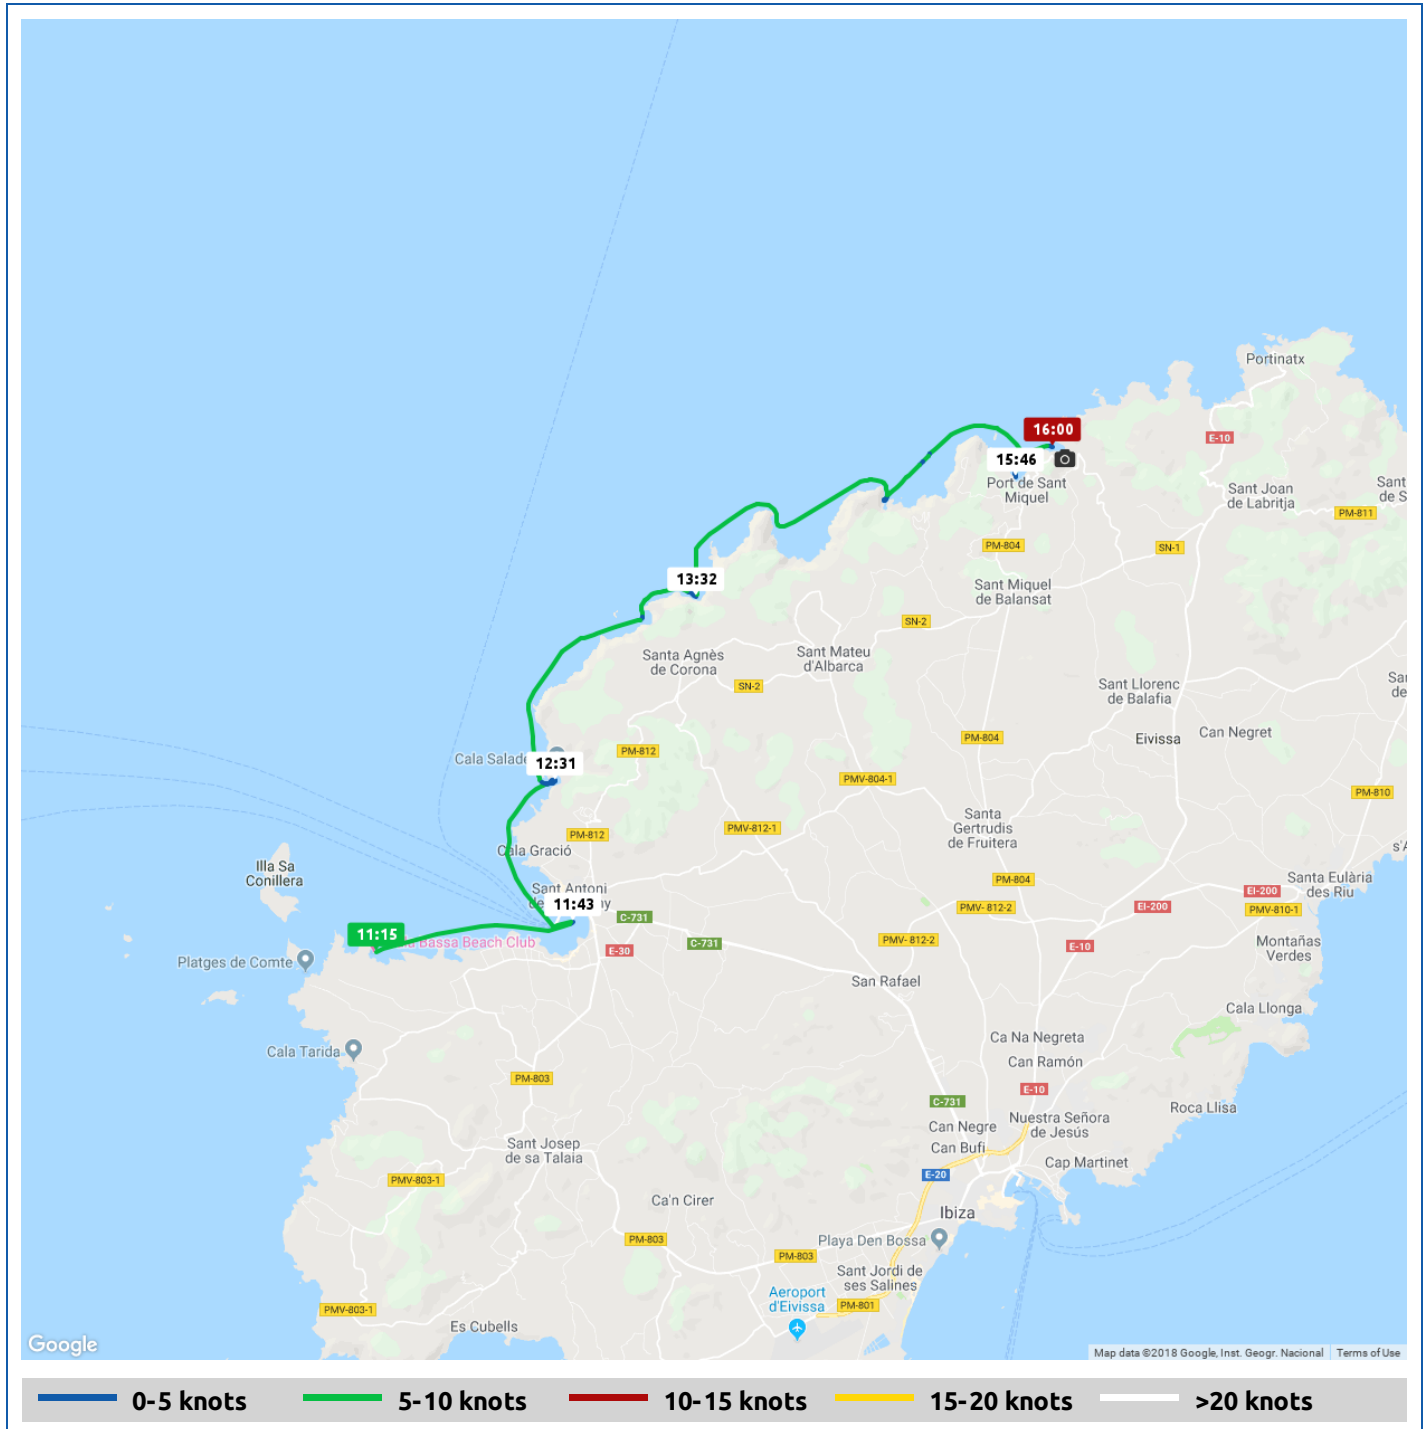 Portinatx
16:00
E-10
15:46
Port de Sant
Miquel
Sant Joan
de Labritja
Sant
de S
PM-811
PM-804
SN-1
13:32
Sant Miquel
de Balansat
SN-2
Santa Agnès
de Corona
Sant Mateu
d'Albarca
SN-2
Sant Llorenc
de Balafia
Sar
de
Can Negret
Eivissa
PM-804
PM-812
Cala Salade
12:31
PMV-804-1
PM-810
Santa
Gertrudis
de Fruitera
PMV-812-1
PM-812
Cala Gració
s'A
Illa Sa
Conillera
Sant Antoni
de
ny
11:43
PM-804
Santa Eulària
des Riu
EI-200
PMV- 812-2
EI-200
PMV-810-1
C-731
11:15
Bassa Beach Club
E-30
C-731
PMV- 812-2
E-10
Montañas
Verdes
Platges de Comte
San Rafael
Cala Llonga
Ca Na Negreta
Cala Tarida
Can Ramón
PM-803
E-10
C-731
Roca Llisa
Can Negre
Nuestra Señora
de Jesús
Can Bufi
Sant Josep
de sa Talaia
Cap Martinet
PMV-803-1
E-20
Ca'n Cirer
Ibiza
PM-803
Playa Den Bossa
PM-803
Sant Jordi de
ses Salines
Aeroport
d'Eivissa
PM-801
PMV-803-1
Es Cubells
Google
Map data ©2018 Google, Inst. Geogr. Nacional
Terms of Use
0-5 knots
5-10 knots
10-15 knots
15-20 knots
>20 knots